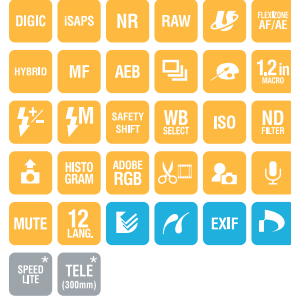 DIGIC
iSAPS
NR
RAW
FLEXIZONE
AF/AE
HYBRID
MF
AEB
1.2in
MACRO
+/-
M
SAFETY
SHIFT
WB
SELECT
ISO
ND
FILTER
HISTO
GRAM
ADOBE
RGB
MUTE
12
LANG.
EXIF
SPEED
LITE
*
TELE
(300mm)
*